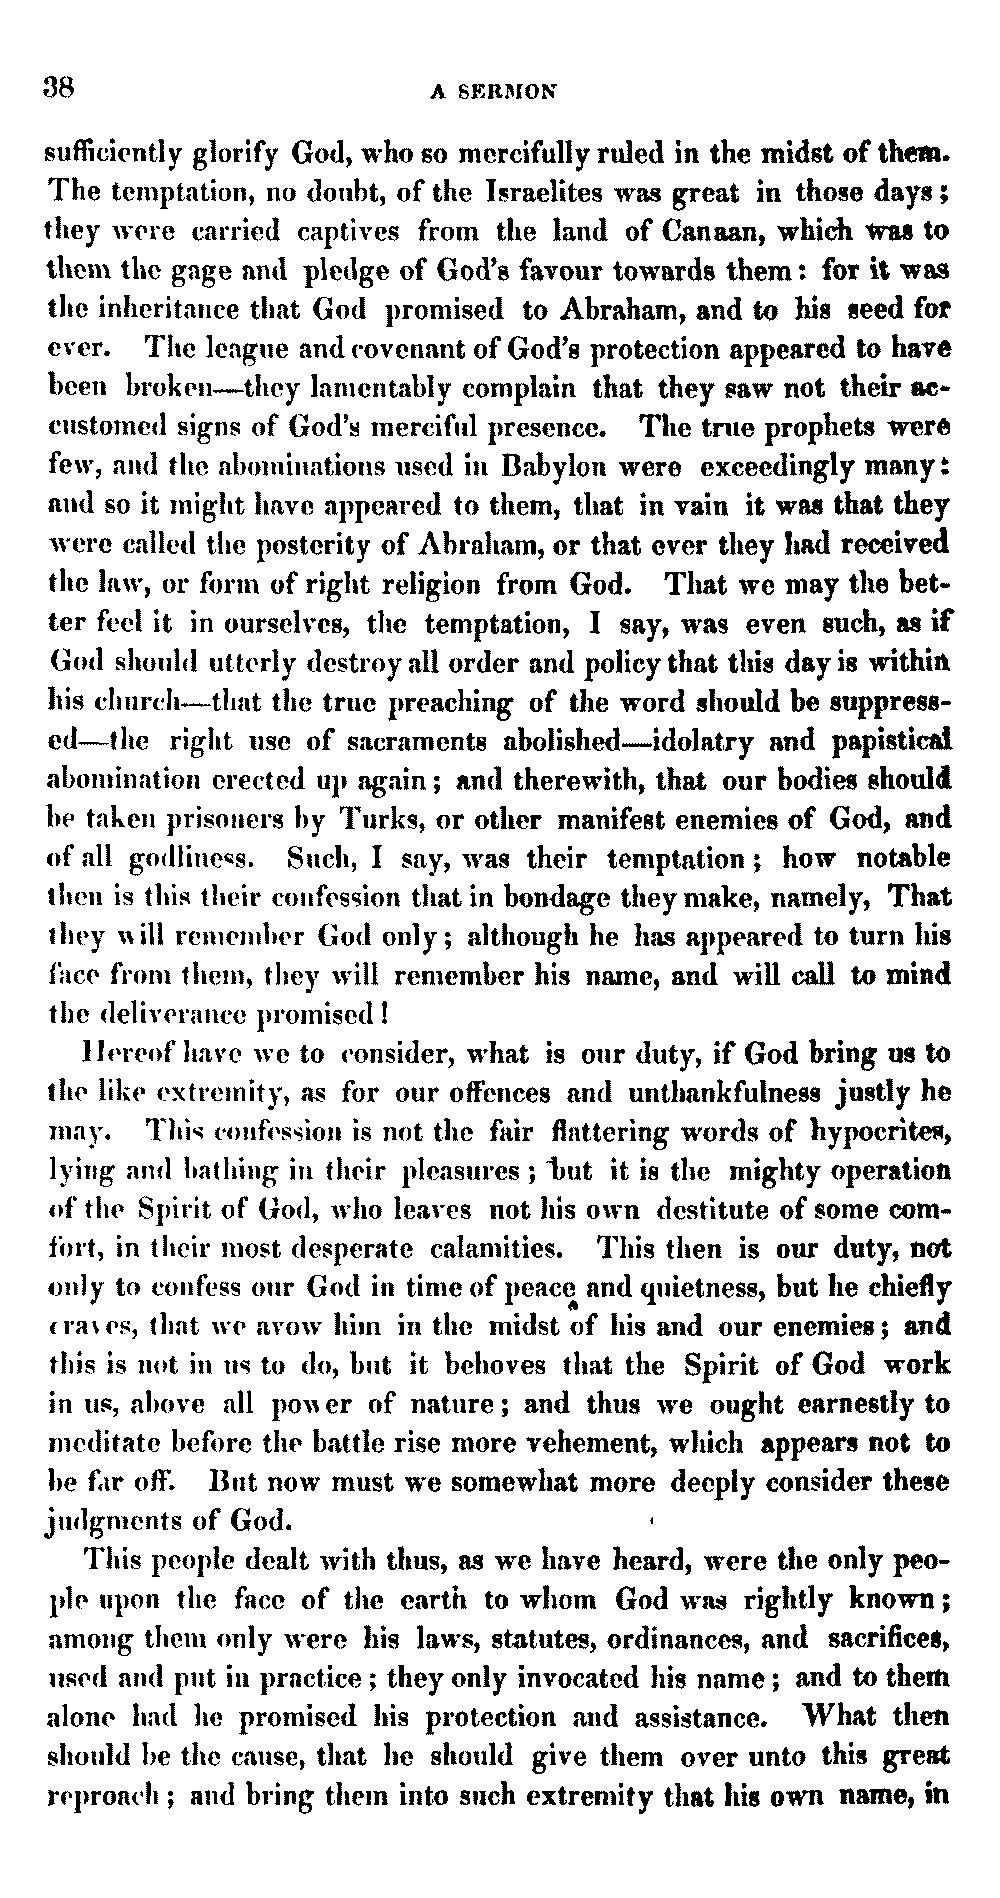 38
A SERMON
sufficiently glorify God, who so mercifully ruled in the midst of them.
The temptation, no doubt, of the Israelites was great in those days;
they were carried captives from the land of Canaan, which was to
them the gage and pledge of God's favour towards them: for it was
the inheritance that God promised to Abraham, and to his seed for
ever. The league and covenant of God's protection appeared to have
been broken—they lamentably complain that they saw not their ac-
customed signs of God's merciful presence. The true prophets were
few, and the abominations used in Babylon were exceedingly many:
and so it might have appeared to them, that in vain it was that they
were called the posterity of Abraham, or that ever they had received
the law, or form of right religion from God. That we may the bet-
ter feel it in ourselves, the temptation, I say, was even such, as if
God should utterly destroy all order and policy that this day is within
his church—that the true preaching of the word should be suppress-
ed—the right use of sacraments abolished—idolatry and papistical
abomination erected up again; and therewith, that our bodies should
be taken prisoners by Turks, or other manifest enemies of God, and
of all godliness. Such, I say, was their temptation; how notable
then is this their confession that in bondage they make, namely, That
they will remember God only; although he has appeared to turn his
face from them, they will remember his name, and will call to mind
the deliverance promised!
Hereof have we to consider, what is our duty, if God bring us to
the like extremity, as for our offences and unthankfulness justly he
may. This confession is not the fair flattering words of hypocrites,
lying and bathing in their pleasures; but it is the mighty operation
of the Spirit of God, who leaves not his own destitute of some com-
fort, in their most desperate calamities. This then is our duty, not
only to confess our God in time of peace and quietness, but he chiefly
craves, that we avow him in the midst of his and our enemies; and
this is not in us to do, but it behoves that the Spirit of God work
in us, above all power of nature; and thus we ought earnestly to
meditate before the battle rise more vehement, which appears not to
be far off. But now must we somewhat more deeply consider these
judgments of God.
This people dealt with thus, as we have heard, were the only peo-
ple upon the face of the earth to whom God was rightly known;
among them only were his laws, statutes, ordinances, and sacrifices,
used and put in practice; they only invocated his name; and to them
alone had he promised his protection and assistance. What then
should be the cause, that he should give them over unto this great
reproach; and bring them into such extremity that his own name, in